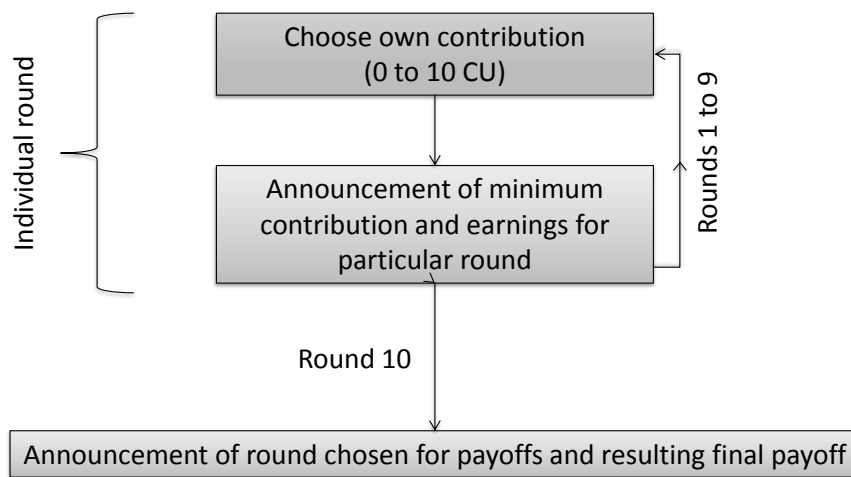 Individual round
Choose own contribution
(0 to 10 CU)
Rounds 1 to 9
Announcement of minimum
contribution and earnings for
particular round
Round 10
Announcement of round chosen for payoffs and resulting final payoff